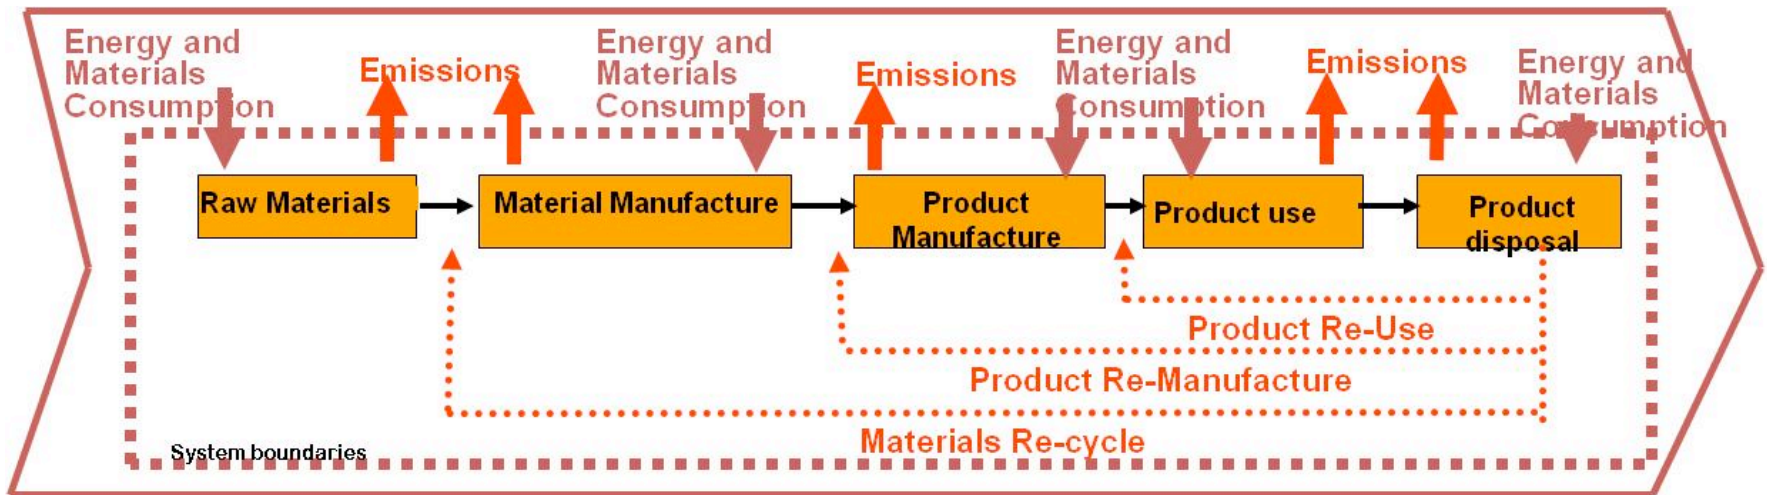 Energy and
Materials
Consumption
Emissions
Energy and
Materials
Consumption
Emissions
Energy and
Materials
Consumption
Emissions
Energy and
Materials
Consumption
Raw Materials
Material Manufacture
Product
Manufacture
Product use
Product
disposal
Product Re-Use
Product Re-Manufacture
Materials Re-cycle
System boundaries